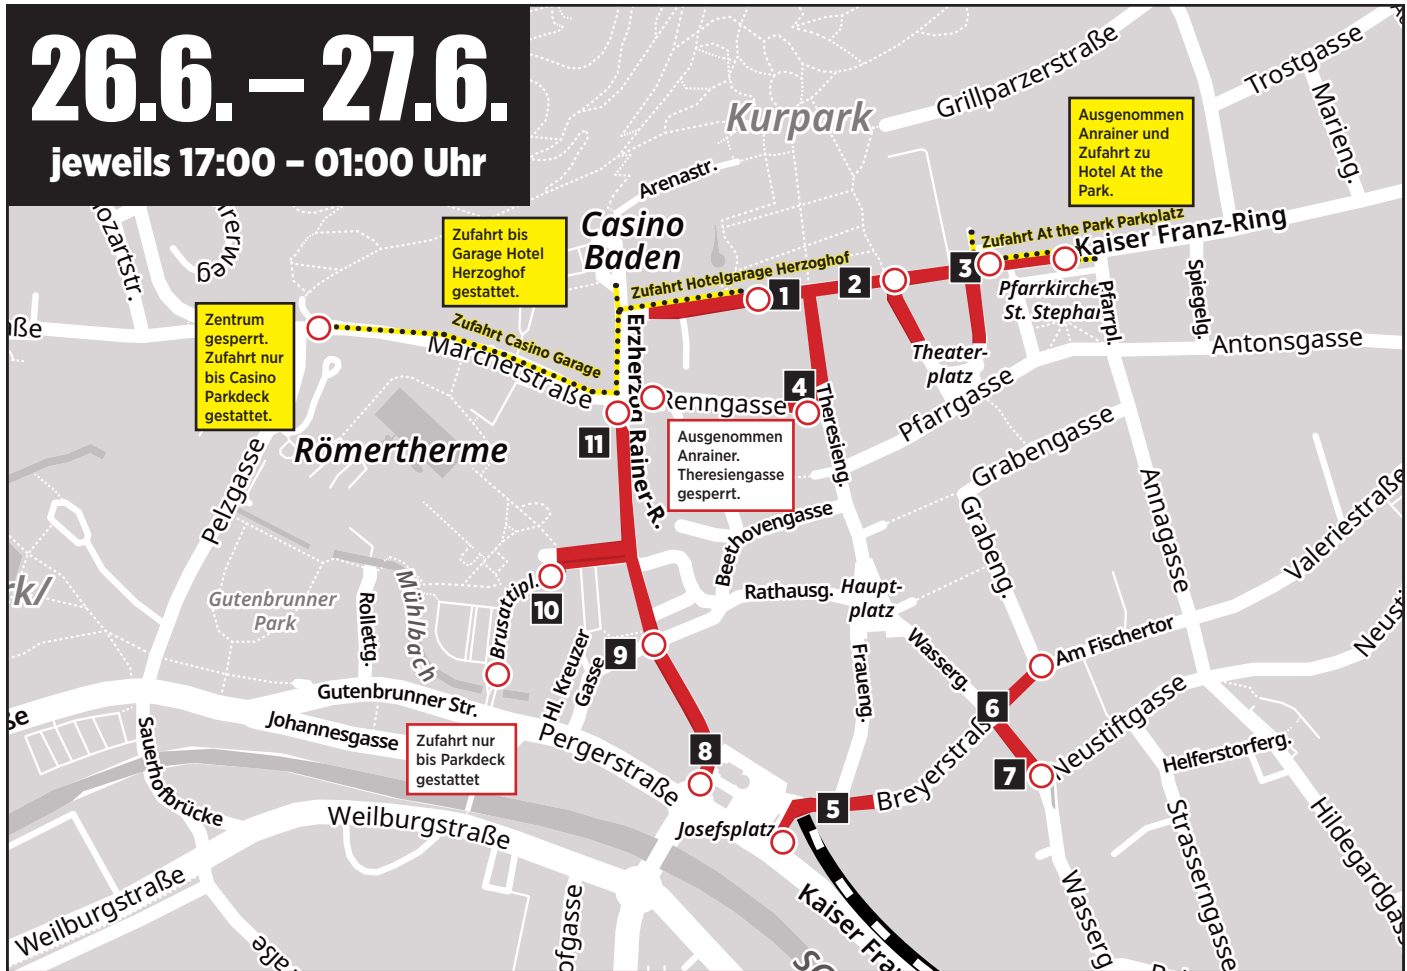 26.6. – 27.6.
jeweils 17:00 – 01:00 Uhr
Kurpark
Grillparzerstraße
Trostgasse
Marieng.
Ausgenommen
Anrainer und
Zufahrt zu
Hotel At the
Park.
Arenastr.
Casino
Baden
Zufahrt bis
Garage Hotel
Herzoghof
gestattet.
Zufahrt At the Park Parkplatz
Kaiser Franz-Ring
Zufahrt Hotelgarage Herzoghof
1
2
3
Pfarrkirche
St. Stephan
Pfarrpl.
Spiegelg.
Antonsgasse
Zentrum
gesperrt.
Zufahrt nur
bis Casino
Parkdeck
gestattet.
Zufahrt Casino Garage
Marchetstraße
Erzherzog Rainer-R.
Renngasse
4
Theresieng.
Theater-
platz
Pfarrgasse
Grabengasse
11
Ausgenommen
Anrainer.
Theresiengasse
gesperrt.
Römertherme
Pelzgasse
Beethovengasse
Grabeng.
Annagasse
Valeriestraße
Gutenbrunner
Park
Rollettg.
Mühlbach
Brusattipl.
10
Hl. Kreuzer
Gasse
9
Rathausg.
Haupt-
platz
Wasserg.
Fraueng.
Am Fischertor
6
7
Neustiftgasse
Helferstorferg.
Gutenbrunner Str.
Johannesgasse
Zufahrt nur
bis Parkdeck
gestattet
Pergerstraße
8
5
Breyerstraße
Josefsplatz
Sauerhofbrücke
Weilburgstraße
Weilburgstraße
Strasserngasse
Wasserg